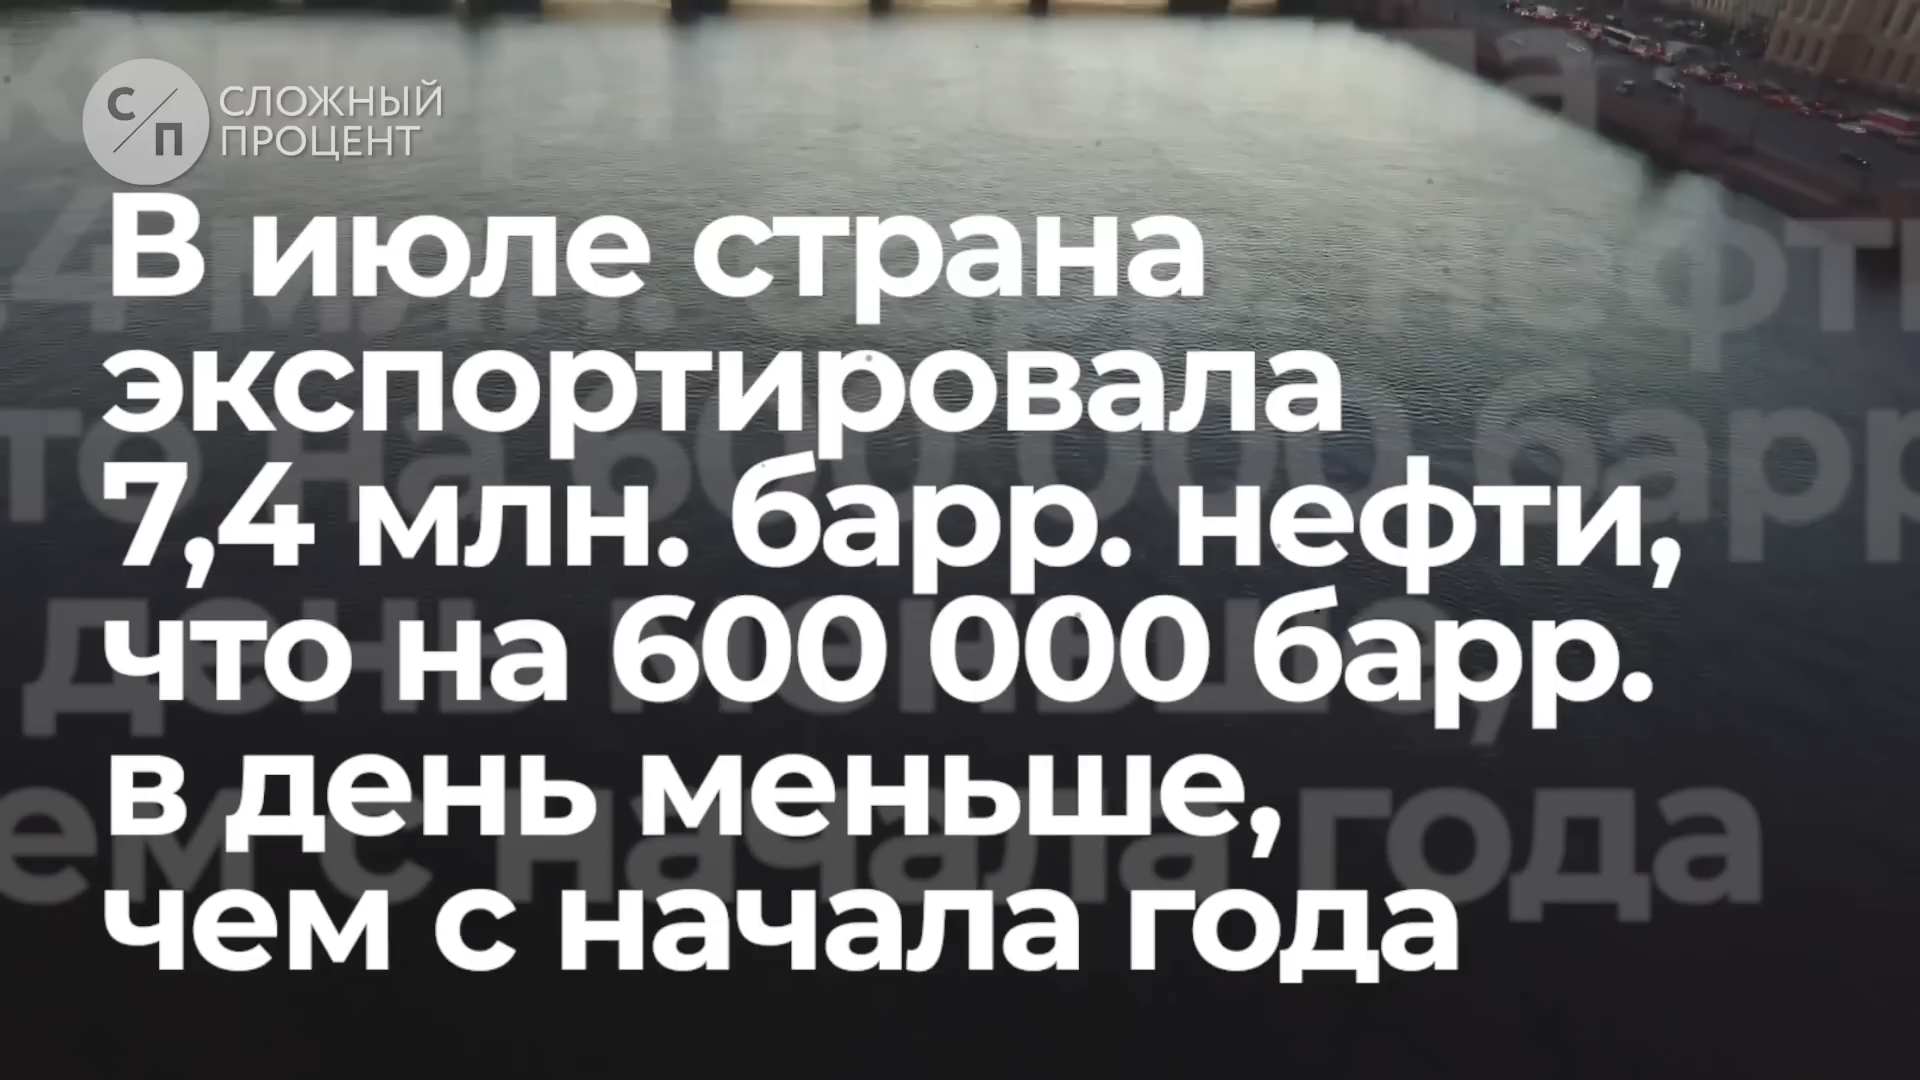 С/П
СЛОЖНЫЙ
ПРОЦЕНТ
В июле страна
экспортировала
7,4 млн. барр. нефти,
что на 600 000 барр.
в день меньше,
чем с начала года